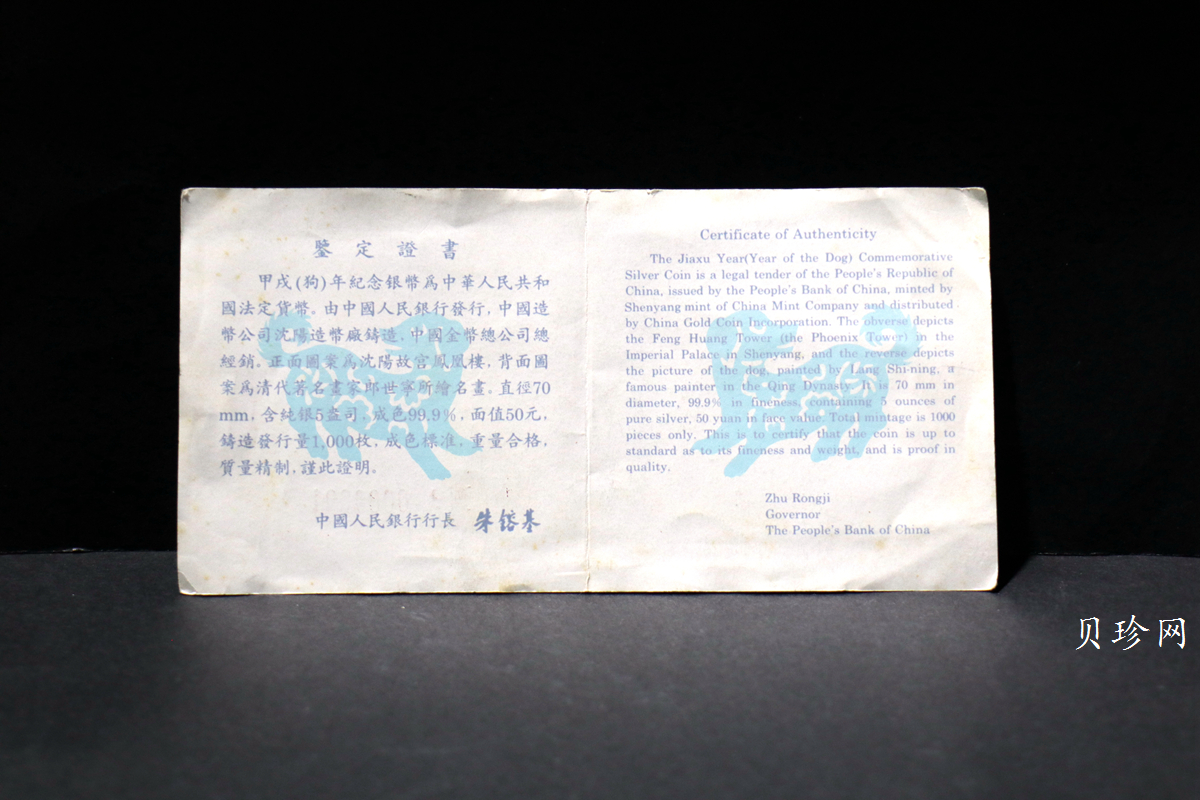 鑒定證書
甲戌(狗)年紀念銀幣爲中華人民共和
國法定貨幣。由中國人民銀行發行,中國造
幣公司沈陽造幣廠鑄造,中國金幣總公司總
經銷。正面圖案爲沈陽故宮鳳凰樓,背面圖
案爲清代著名畫家郎世寧所繪名畫。直徑70
mm,含純銀5盎司,成色99.9%,面值50元,
鑄造發行量1,000枚,成色標准,重量合格,
質量精制,謹此證明。
中國人民銀行行長 朱鎔基
Certificate of Authenticity
The Jiaxu Year(Year of the Dog) Commemorative
Silver Coin is a legal tender of the People's Republic of
China, issued by the People's Bank of China, minted by
Shenyang mint of China Mint Company and distributed
by China Gold Coin Incorporation. The obverse depicts
the Feng Huang Tower (the Phoenix Tower) in the
Imperial Palace in Shenyang, and the reverse depicts
the picture of the dog, painted by Lang Shi-ning, a
famous painter in the Qing Dynasty. It is 70 mm in
diameter, 99.9% in fineness, containing 5 ounces of
pure silver, 50 yuan in face value. Total mintage is 1000
pieces only. This is to certify that the coin is up to
standard as to its fineness and weight, and is proof in
quality.
Zhu Rongji
Governor
The People's Bank of China
贝珍网